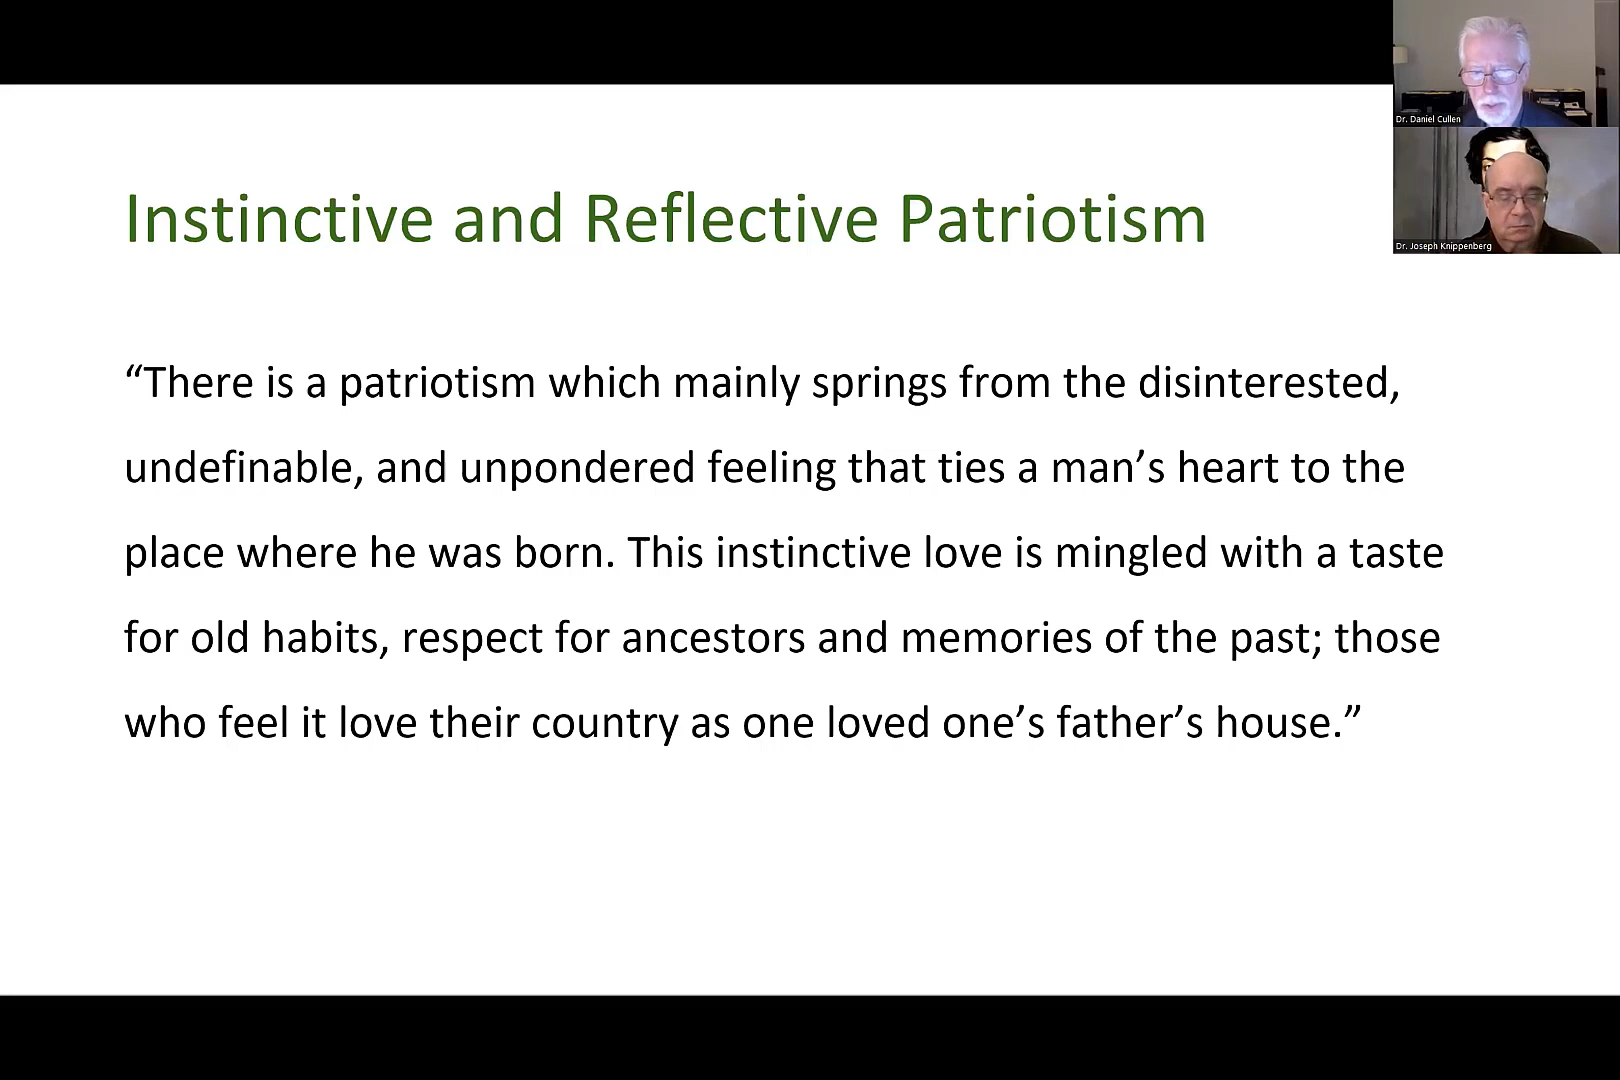 Dr. Daniel Cullen
Dr. Joseph Knippenberg
Instinctive and Reflective Patriotism
“There is a patriotism which mainly springs from the disinterested,
undefinable, and unpondered feeling that ties a man’s heart to the
place where he was born. This instinctive love is mingled with a taste
for old habits, respect for ancestors and memories of the past; those
who feel it love their country as one loved one’s father’s house.”